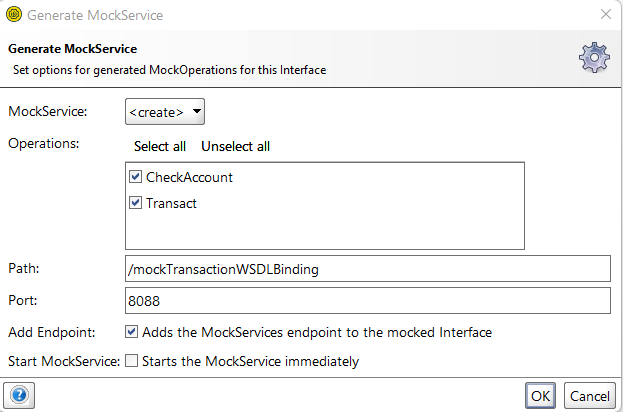 Generate MockService
Generate MockService
Set options for generated MockOperations for this Interface
MockService: <create>
Operations: Select all Unselect all
CheckAccount
Transact
Path: /mockTransactionWSDLBinding
Port: 8088
Add Endpoint: Adds the MockServices endpoint to the mocked Interface
Start MockService: Starts the MockService immediately
? OK Cancel